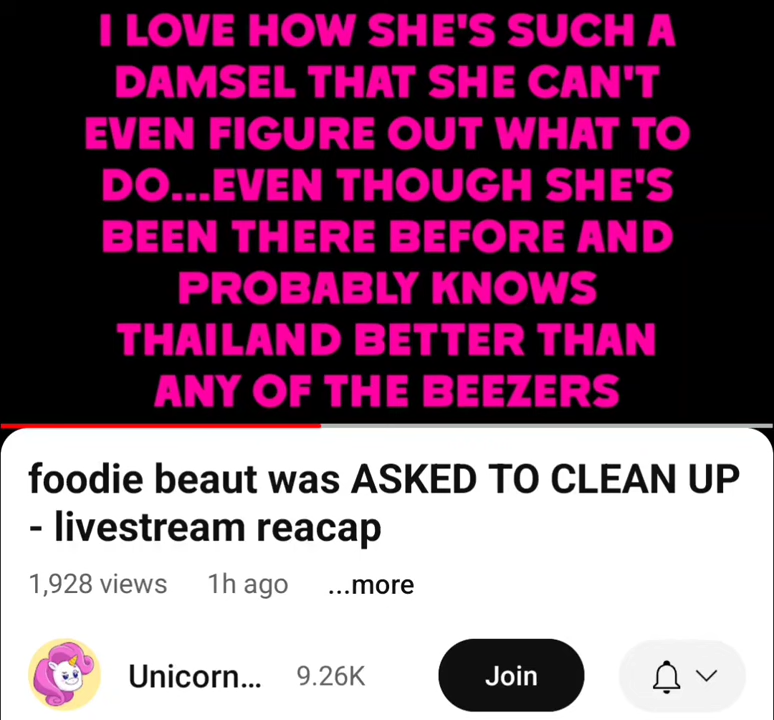 I LOVE HOW SHE'S SUCH A
DAMSEL THAT SHE CAN'T
EVEN FIGURE OUT WHAT TO
DO...EVEN THOUGH SHE'S
BEEN THERE BEFORE AND
PROBABLY KNOWS
THAILAND BETTER THAN
ANY OF THE BEEZERS
foodie beaut was ASKED TO CLEAN UP
- livestream reacap
1,928 views 1h ago ...more
Unicorn... 9.26K Join